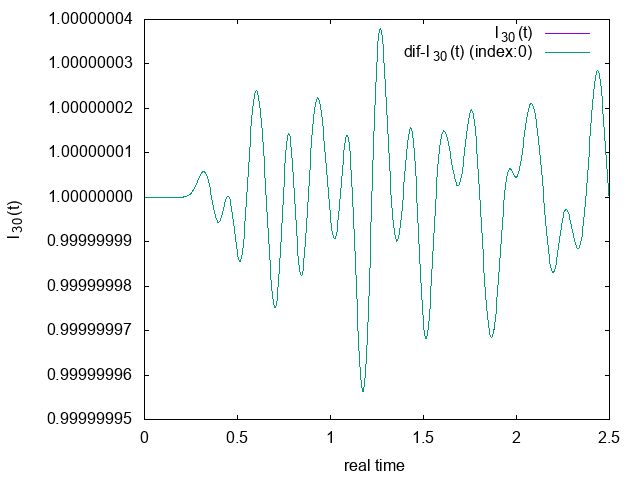 1.00000004
1.00000003
1.00000002
1.00000001
1.00000000
0.99999999
0.99999998
0.99999997
0.99999996
0.99999995
I30(t)
0 0.5 1 1.5 2 2.5
real time
I30(t)
dif-I30(t) (index:0)